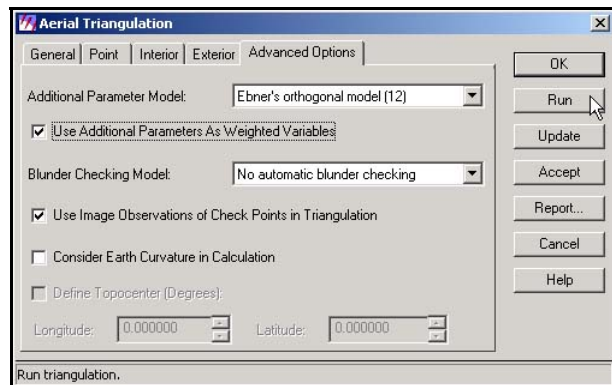 Aerial Triangulation
General Point Interior Exterior Advanced Options
OK
Additional Parameter Model: Ebner's orthogonal model (12)
Run
Use Additional Parameters As Weighted Variables
Update
Blunder Checking Model: No automatic blunder checking
Accept
Use Image Observations of Check Points in Triangulation
Report...
Consider Earth Curvature in Calculation
Cancel
Define Topocenter (Degrees):
Help
Longitude: 0.000000 Latitude: 0.000000
Run triangulation.